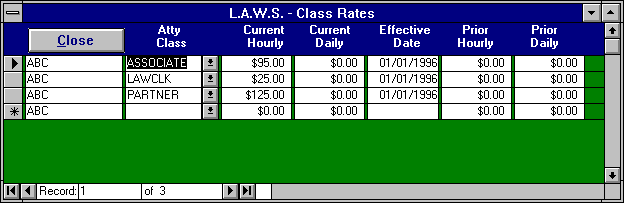 L.A.W.S. - Class Rates
Close
Atty Class
Current Hourly
Current Daily
Effective Date
Prior Hourly
Prior Daily
ABC ASSOCIATE $95.00 $0.00 01/01/1996 $0.00 $0.00
ABC LAWCLK $25.00 $0.00 01/01/1996 $0.00 $0.00
ABC PARTNER $125.00 $0.00 01/01/1996 $0.00 $0.00
ABC $0.00 $0.00 $0.00 $0.00
Record: 1 of 3